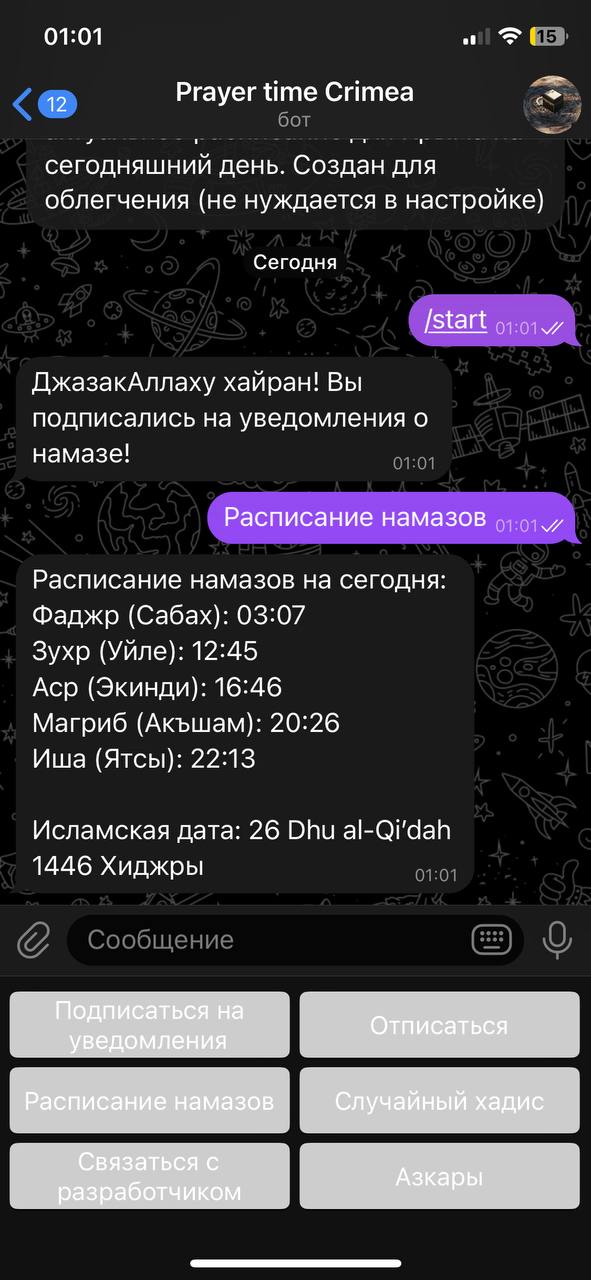 01:01
15
12
Prayer time Crimea
бот
сегодняшний день. Создан для
облегчения (не нуждается в настройке)
Сегодня
/start 01:01
ДжазакАллаху хайран! Вы
подписались на уведомления о
намазе!
01:01
Расписание намазов 01:01
Расписание намазов на сегодня:
Фаджр (Сабах): 03:07
Зухр (Уйле): 12:45
Аср (Экинди): 16:46
Магриб (Акъшам): 20:26
Иша (Ятсы): 22:13
Исламская дата: 26 Dhu al-Qi’dah
1446 Хиджры
01:01
Сообщение
Подписаться на
уведомления
Отписаться
Расписание намазов
Случайный хадис
Связаться с
разработчиком
Азкары